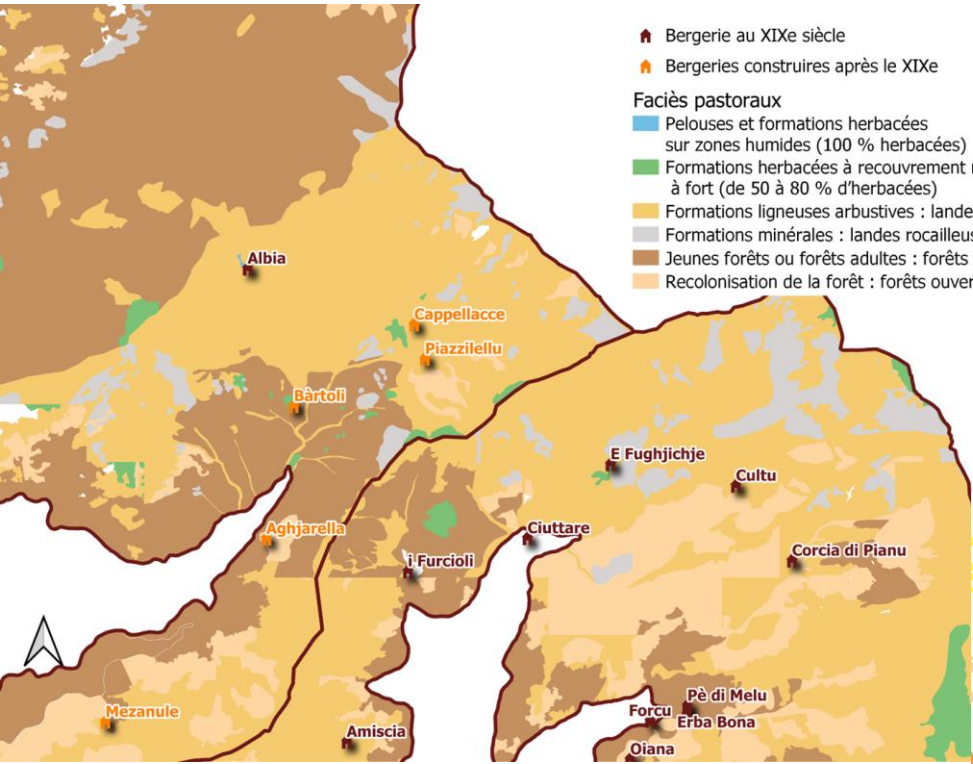 Bergerie au XIXe siècle
Bergeries construires après le XIXe
Faciès pastoraux
Pelouses et formations herbacées
sur zones humides (100 % herbacées)
Formations herbacées à recouvrement
à fort (de 50 à 80 % d’herbacées)
Formations ligneuses arbustives : lande
Formations minérales : landes rocailleus
Jeunes forêts ou forêts adultes : forêts
Recolonisation de la forêt : forêts ouver
Albia
Cappellacce
Piazzilellu
Bàrtoli
E Fughjichje
Cultu
Aghjarella
Ciuttare
i Furcioli
Corcia di Pianu
Mezanule
Pè di Melu
Forcu
Erba Bona
Amiscia
Oiana